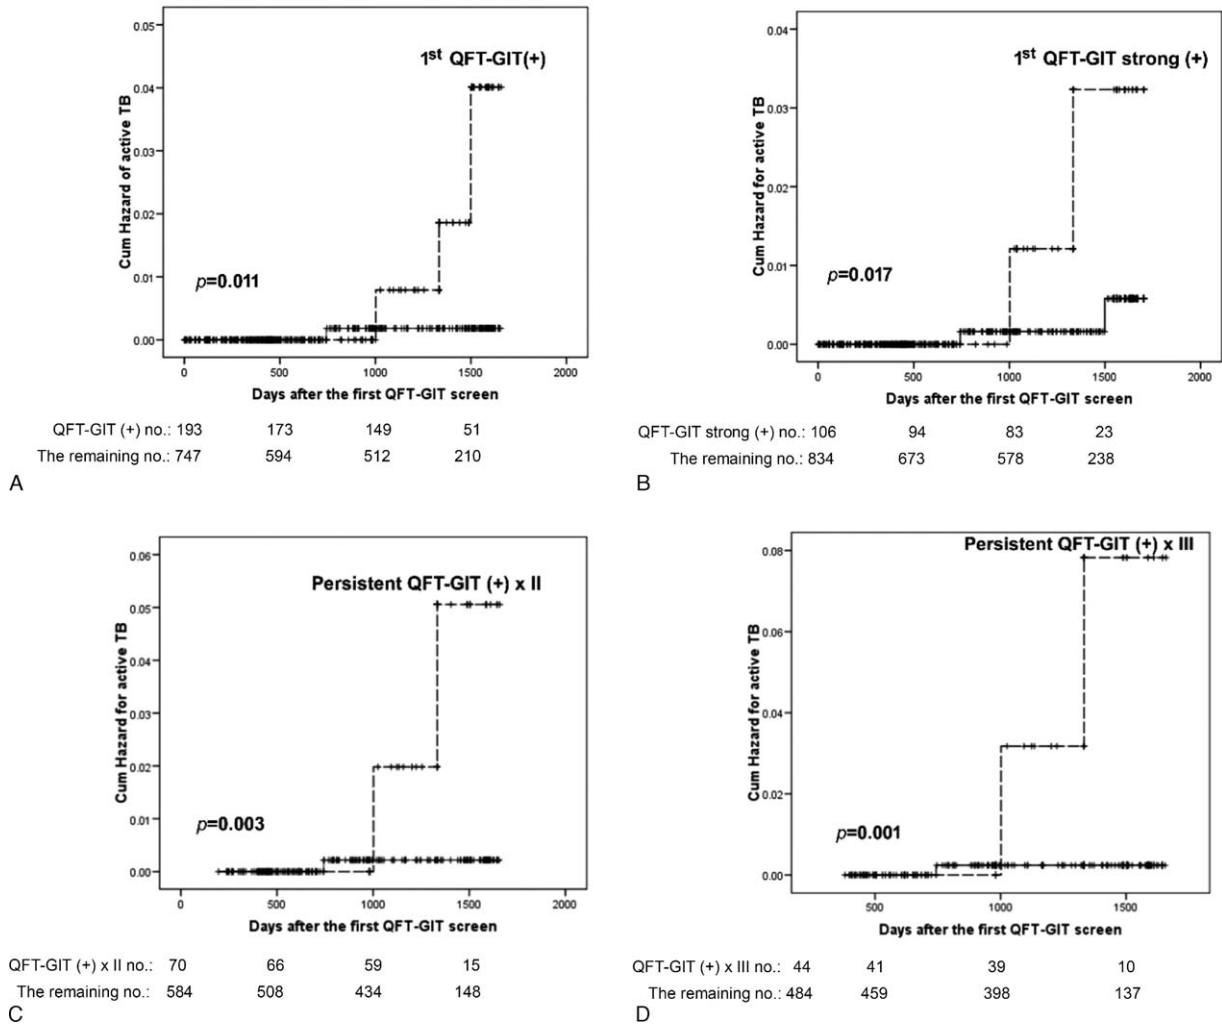 0.05
1st QFT-GIT(+)
0.04
0.03
0.02
0.01
0.00
Cum Hazard of active TB
p=0.011
0 500 1000 1500 2000
Days after the first QFT-GIT screen
QFT-GIT (+) no.: 193 173 149 51
The remaining no.: 747 594 512 210
A
0.04
1st QFT-GIT strong (+)
0.03
0.02
0.01
0.00
Cum Hazard for active TB
p=0.017
0 500 1000 1500 2000
Days after the first QFT-GIT screen
QFT-GIT strong (+) no.: 106 94 83 23
The remaining no.: 834 673 578 238
B
0.06
Persistent QFT-GIT (+) x II
0.05
0.04
0.03
0.02
0.01
0.00
Cum Hazard for active TB
p=0.003
0 500 1000 1500 2000
Days after the first QFT-GIT screen
QFT-GIT (+) x II no.: 70 66 59 15
The remaining no.: 584 508 434 148
C
Persistent QFT-GIT (+) x III
0.08
0.06
0.04
0.02
0.00
Cum Hazard for active TB
p=0.001
500 1000 1500
Days after the first QFT-GIT screen
QFT-GIT (+) x III no.: 44 41 39 10
The remaining no.: 484 459 398 137
D